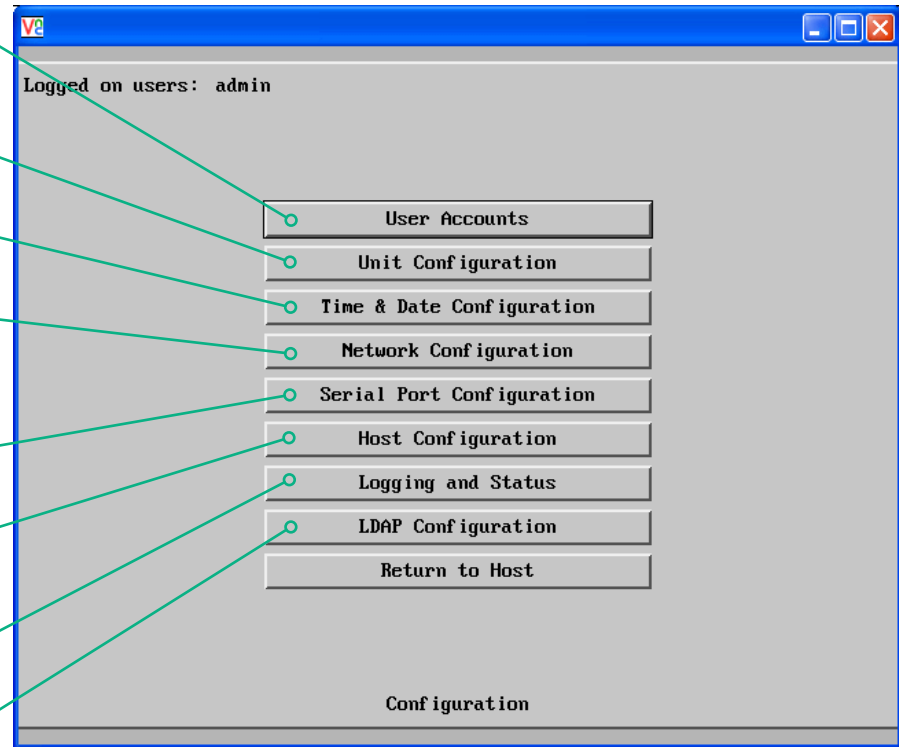 Logged on users: admin
User Accounts
Unit Configuration
Time & Date Configuration
Network Configuration
Serial Port Configuration
Host Configuration
Logging and Status
LDAP Configuration
Return to Host
Configuration